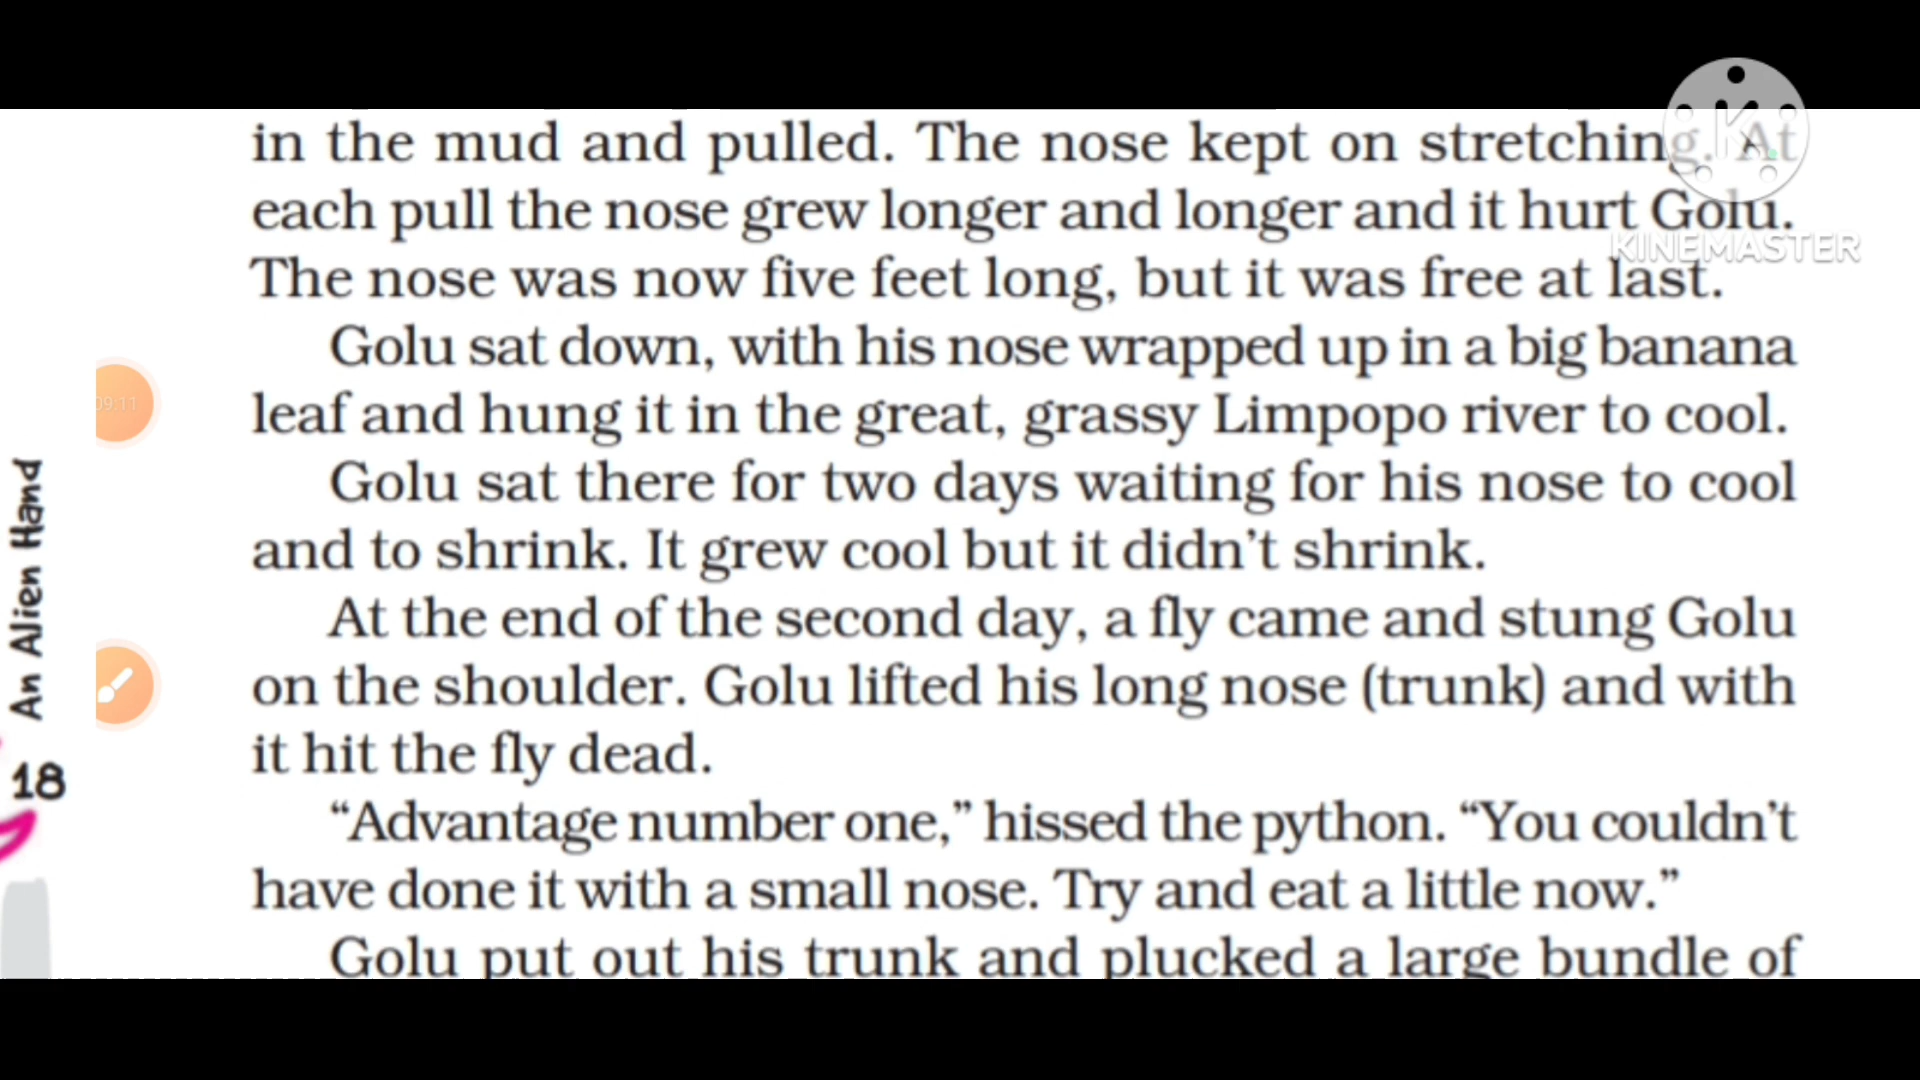 in the mud and pulled. The nose kept on stretching. At
each pull the nose grew longer and longer and it hurt Golu.
The nose was now five feet long, but it was free at last.
Golu sat down, with his nose wrapped up in a big banana
leaf and hung it in the great, grassy Limpopo river to cool.
Golu sat there for two days waiting for his nose to cool
and to shrink. It grew cool but it didn’t shrink.
At the end of the second day, a fly came and stung Golu
on the shoulder. Golu lifted his long nose (trunk) and with
it hit the fly dead.
“Advantage number one,” hissed the python. “You couldn’t
have done it with a small nose. Try and eat a little now.”
Golu put out his trunk and plucked a large bundle of
An Alien Hand
18
09:11
K
KINEMASTER